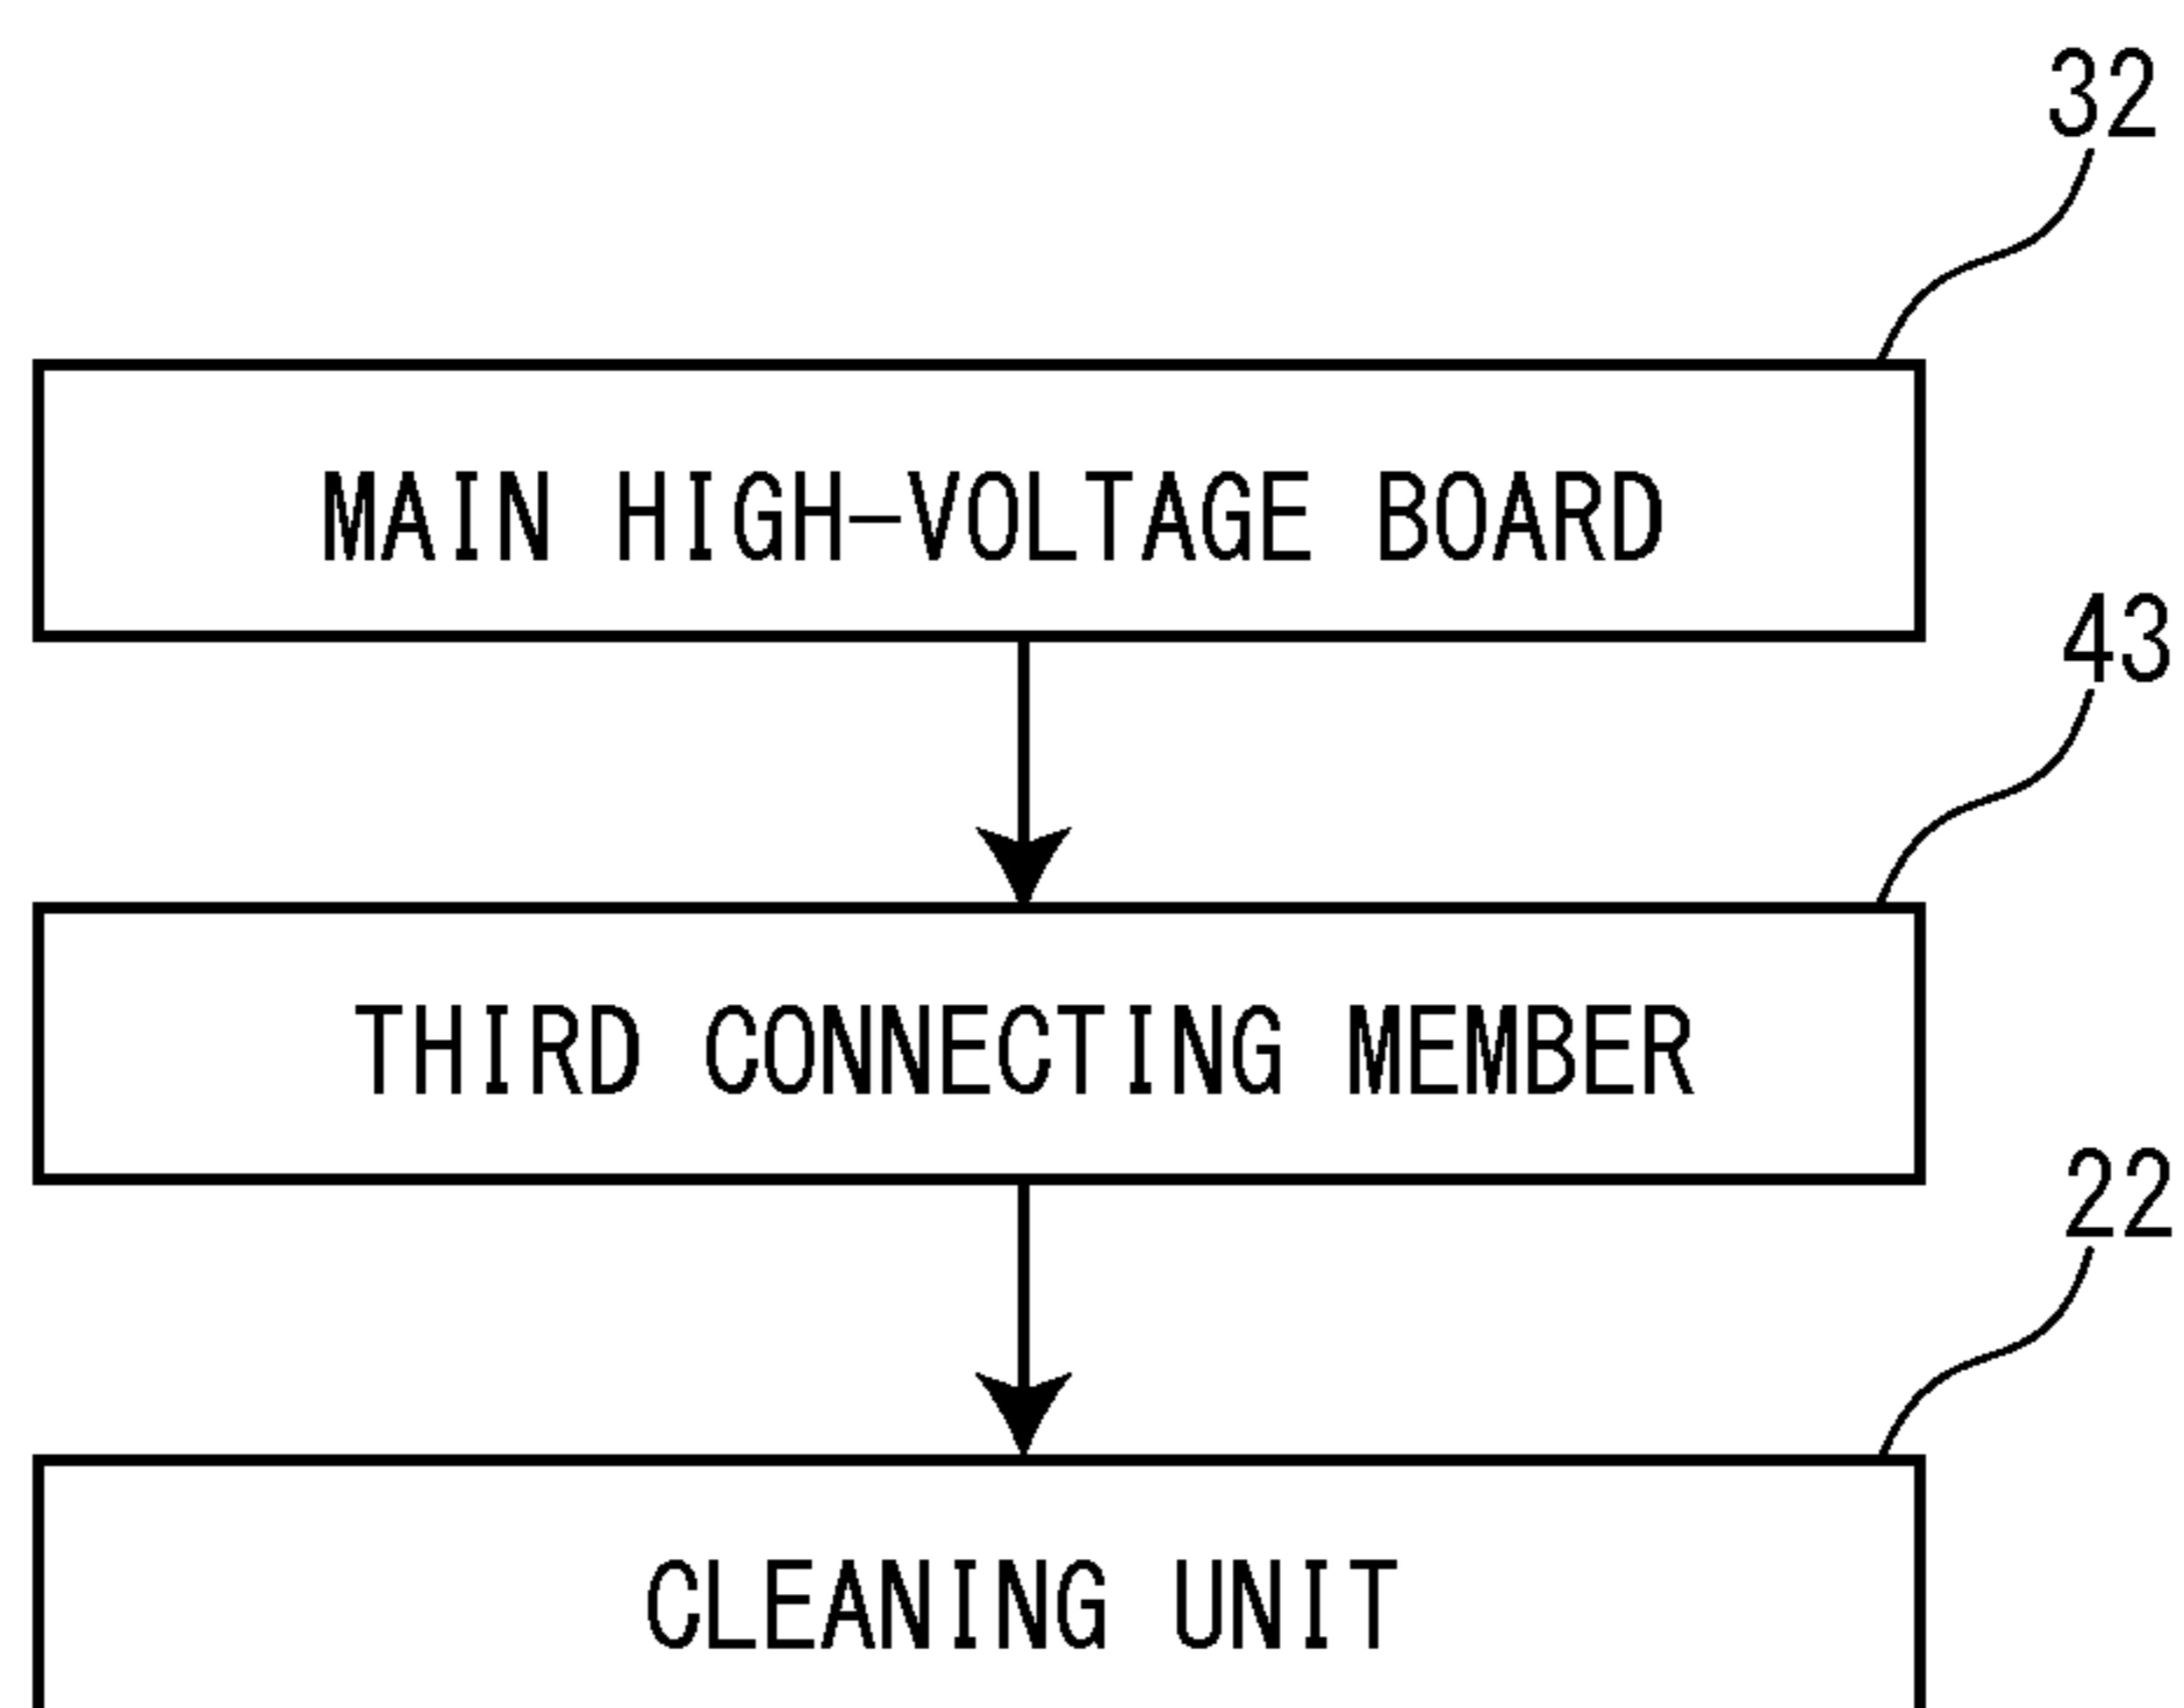 32
MAIN HIGH-VOLTAGE BOARD
43
THIRD CONNECTING MEMBER
22
CLEANING UNIT